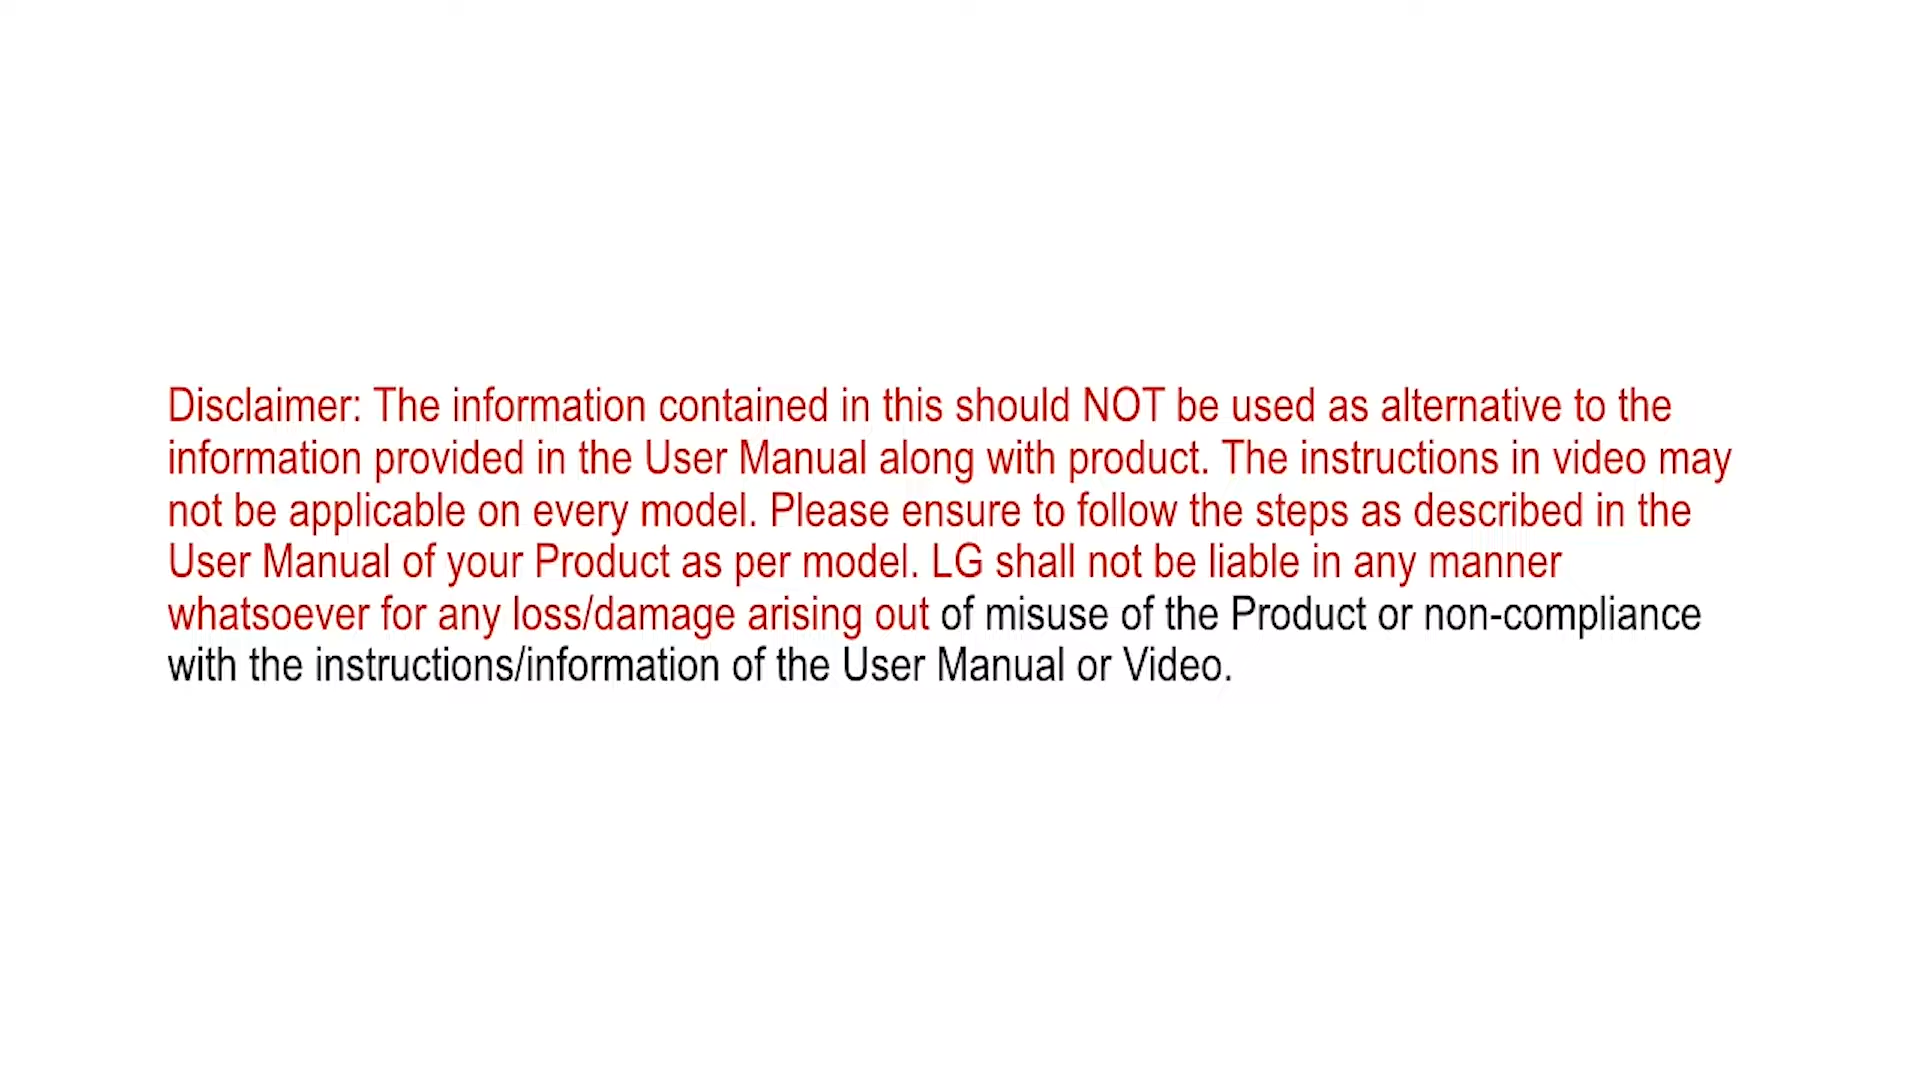 Disclaimer: The information contained in this should NOT be used as alternative to the
information provided in the User Manual along with product. The instructions in video may
not be applicable on every model. Please ensure to follow the steps as described in the
User Manual of your Product as per model. LG shall not be liable in any manner
whatsoever for any loss/damage arising out of misuse of the Product or non-compliance
with the instructions/information of the User Manual or Video.